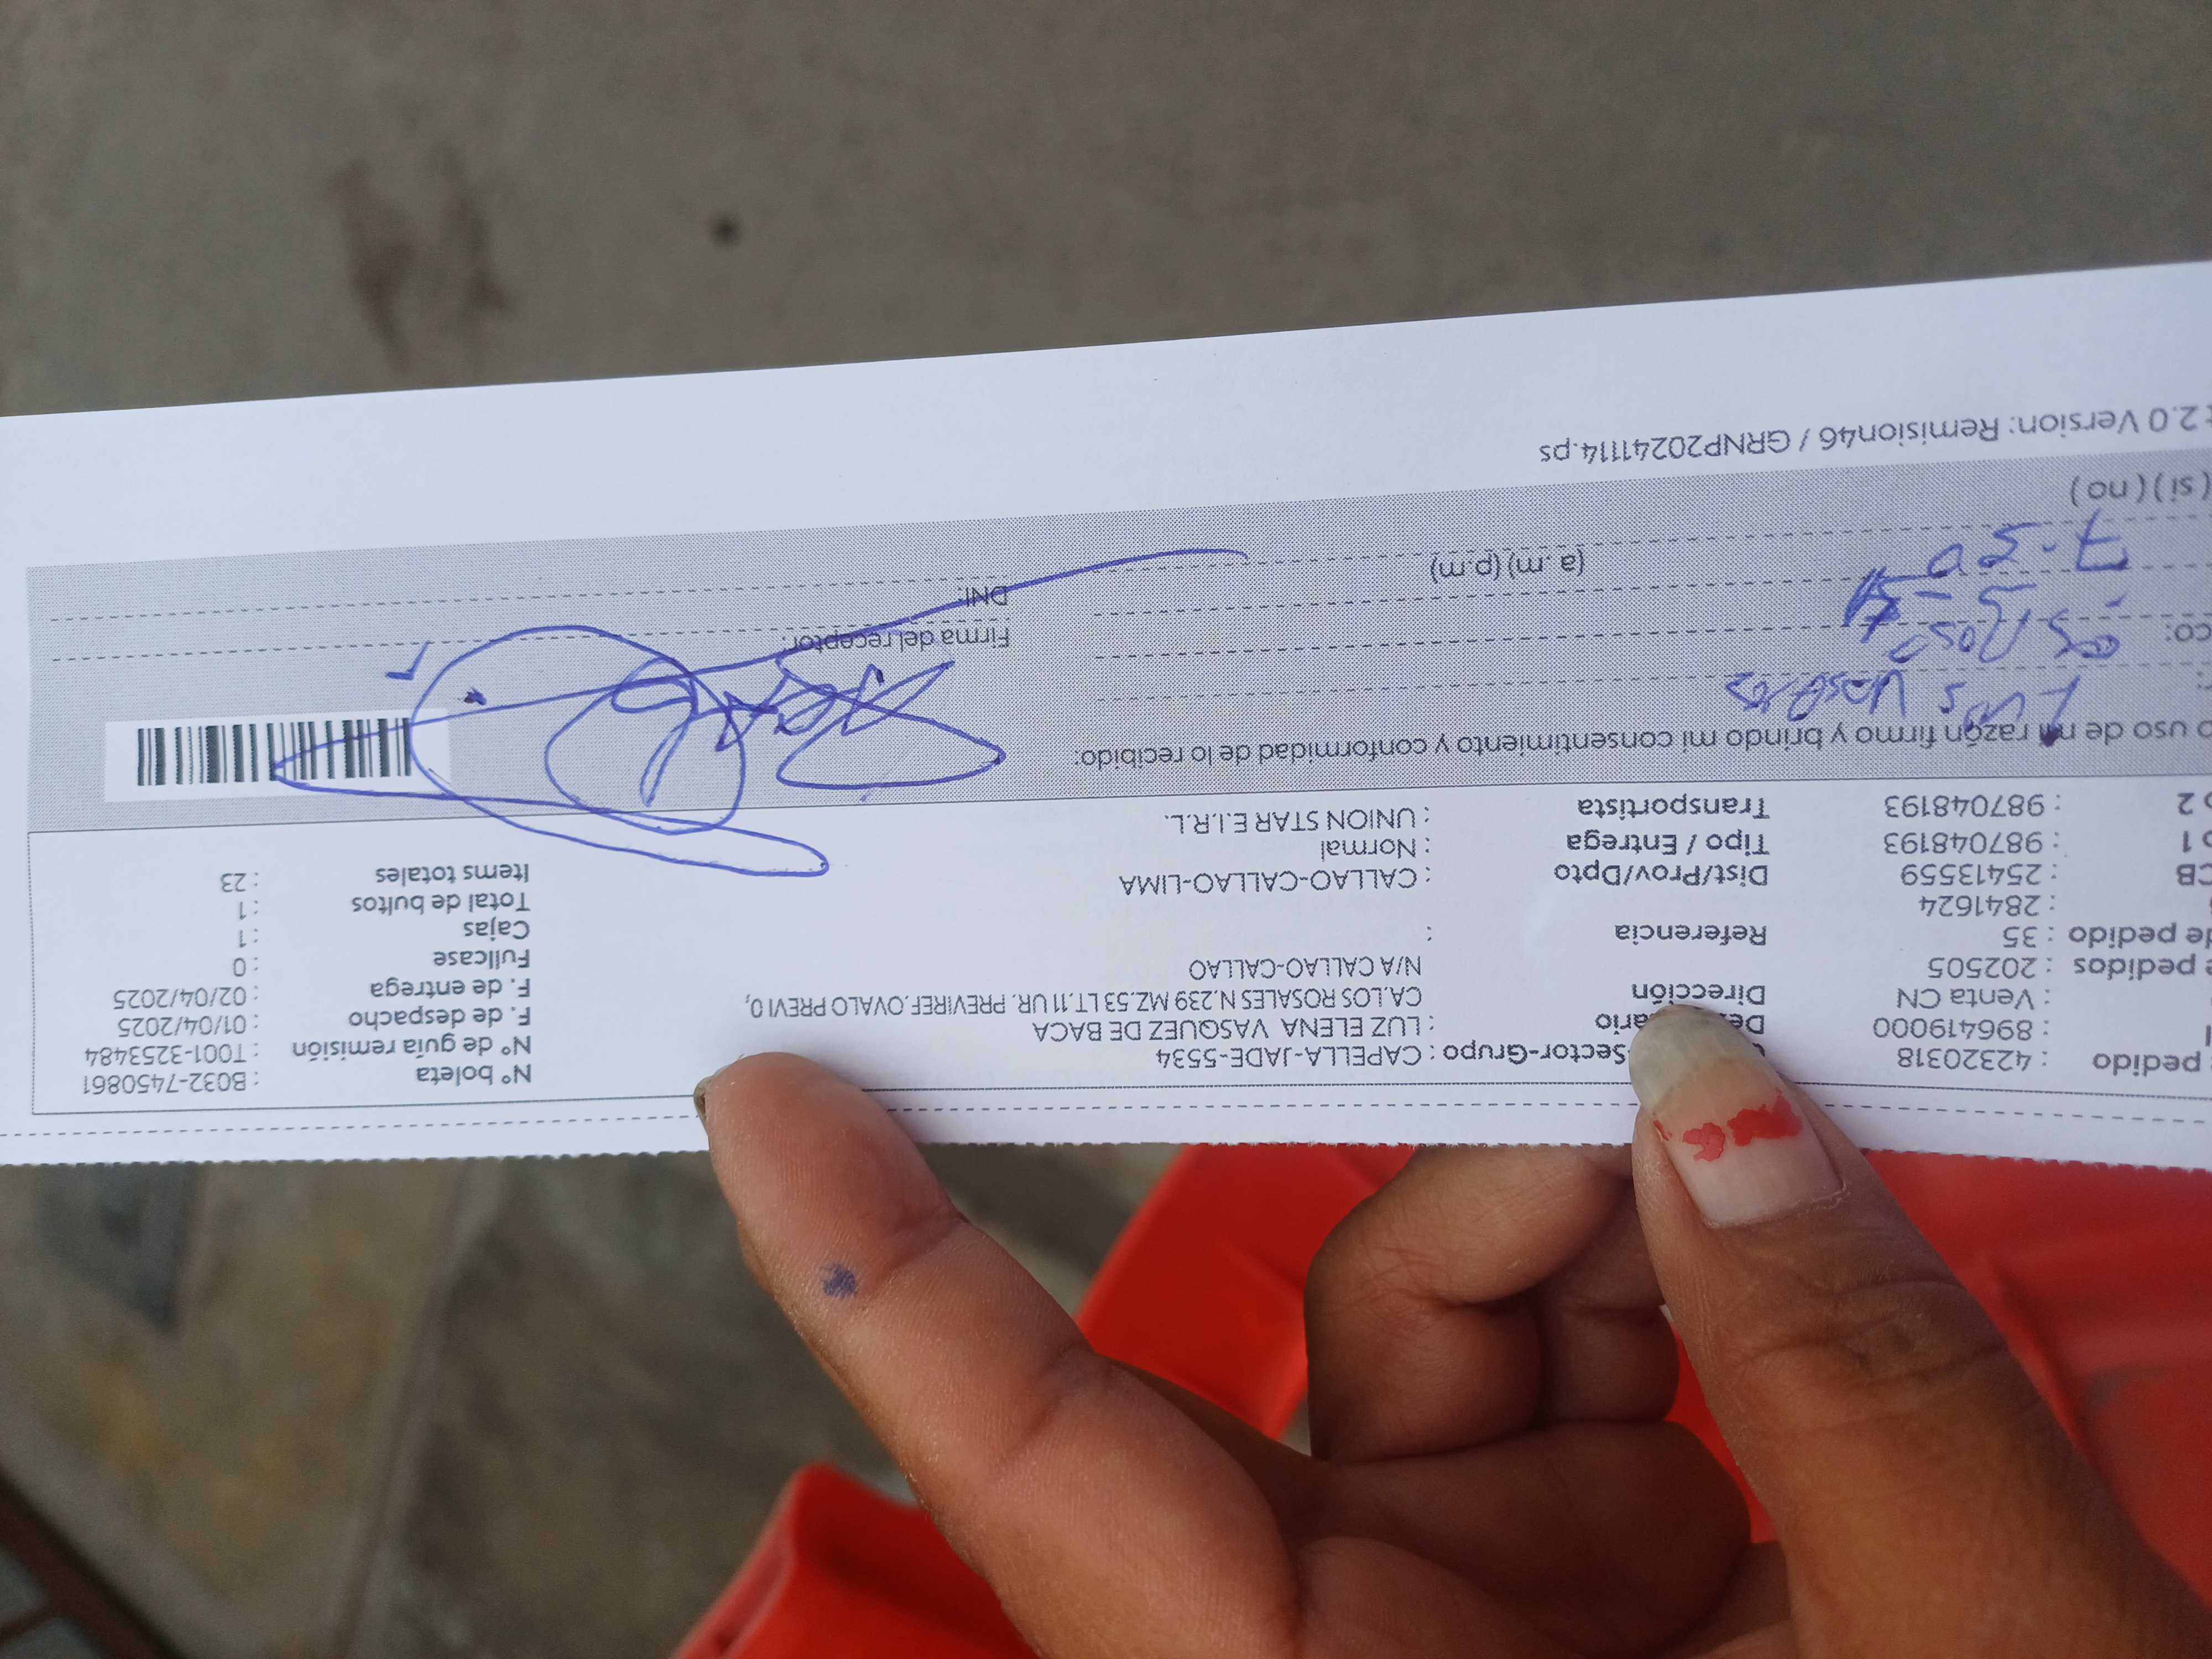 pedido : 42320318
: 896419000
: Venta CN
e pedidos : 202505
de pedido : 35
: 2841624
CB : 25413559
o 1 : 987048193
o 2 : 987048193
Sector-Grupo : CAPELLA-JADE-5534
: LUZ ELENA VASQUEZ DE BACA
Dirección CA.LOS ROSALES N.239 MZ.53 LT.11 UR. PREVIREF.OVALO PREVI 0,
N/A CALLAO-CALLAO
Referencia :
Dist/Prov/Dpto : CALLAO-CALLAO-LIMA
Tipo / Entrega : Normal
Transportista : UNION STAR E.I.R.L.
N° boleta : B032-7450861
N° de guía remisión : T001-3253484
F. de despacho : 01/04/2025
F. de entrega : 02/04/2025
Fullcase : 0
Cajas : 1
Total de bultos : 1
Items totales : 23
o uso de mi razón firmo y brindo mi consentimiento y conformidad de lo recibido:
co:
7-50
(a.m) (p.m)
(si) (no)
Firma del receptor:
DNI:
2.0 Version: Remision46 / GRNP20241114.ps